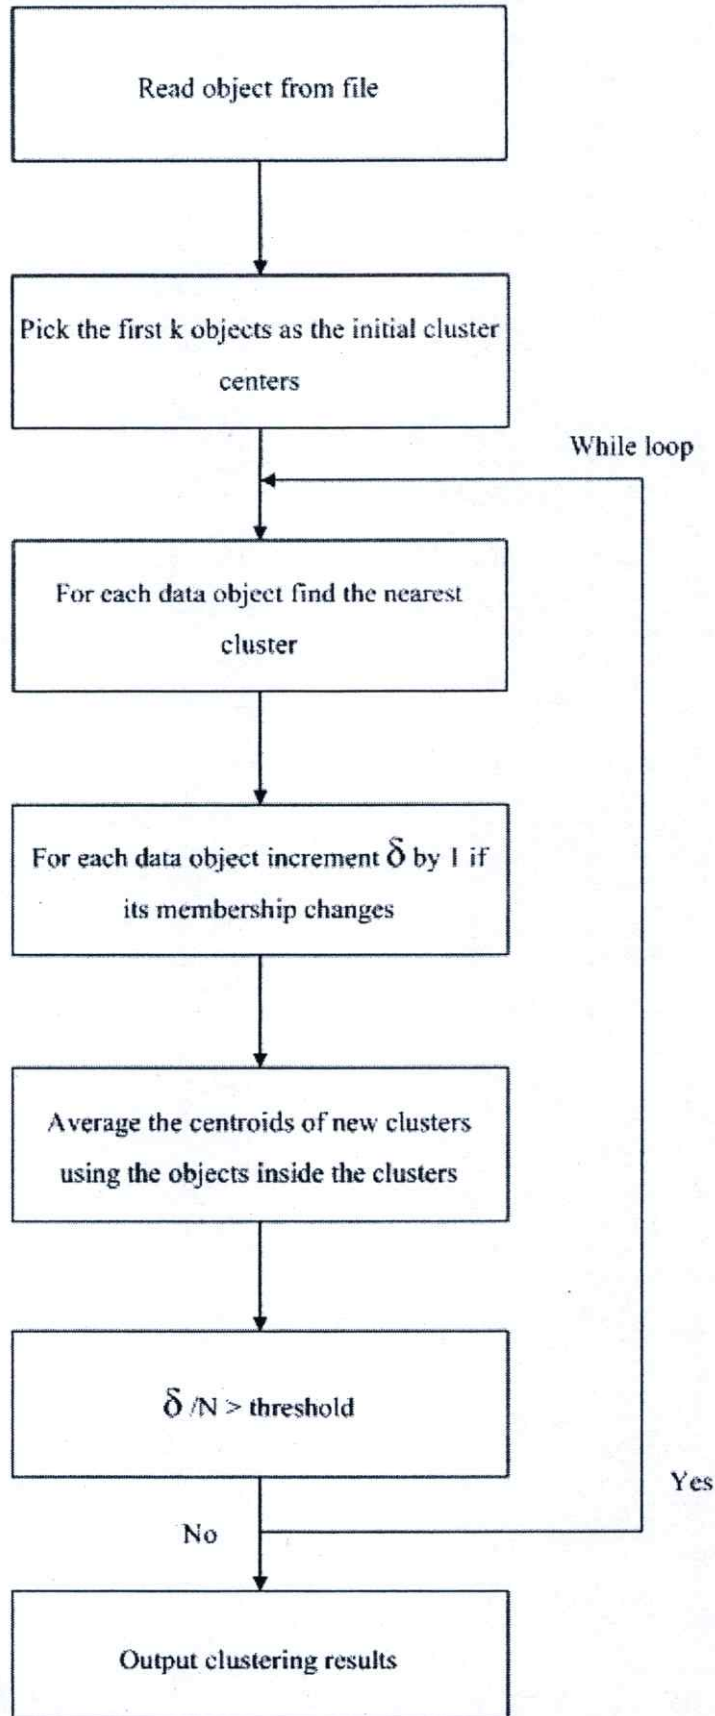 Read object from file
Pick the first k objects as the initial cluster
centers
While loop
For each data object find the nearest
cluster
For each data object increment δ by 1 if
its membership changes
Average the centroids of new clusters
using the objects inside the clusters
δ /N > threshold
Yes
No
Output clustering results